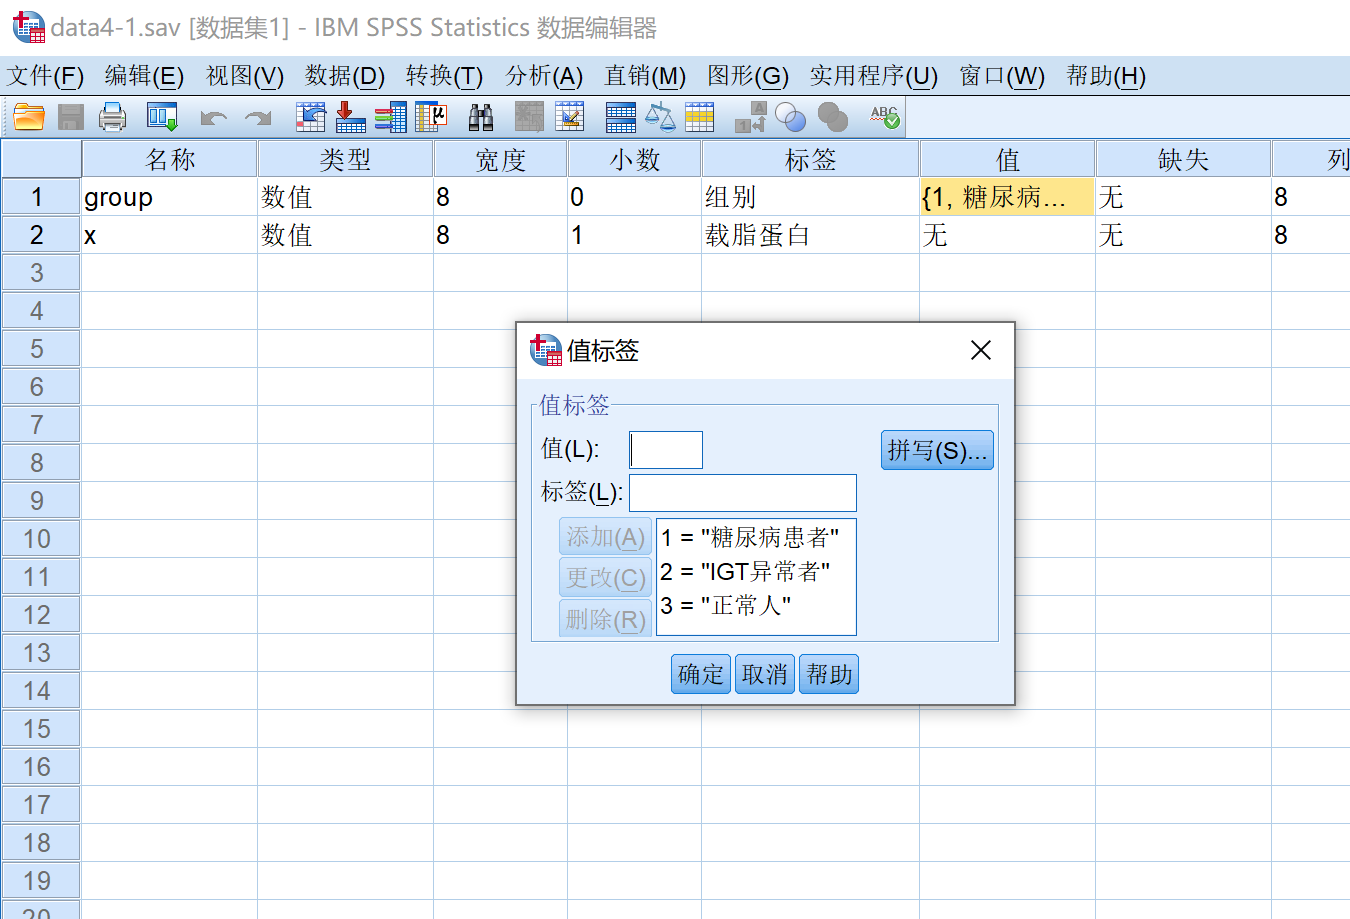 data4-1.sav [数据集1] - IBM SPSS Statistics 数据编辑器
文件(F) 编辑(E) 视图(V) 数据(D) 转换(T) 分析(A) 直销(M) 图形(G) 实用程序(U) 窗口(W) 帮助(H)
名称 类型 宽度 小数 标签 值 缺失 列
1 group 数值 8 0 组别 {1, 糖尿病... 无 8
2 x 数值 8 1 载脂蛋白 无 无 8
3
4
5
6
7
8
9
10
11
12
13
14
15
16
17
18
19
20
值标签
值标签
值(L):
拼写(S)...
标签(L):
添加(A)
更改(C)
删除(R)
1 = "糖尿病患者"
2 = "IGT异常者"
3 = "正常人"
确定 取消 帮助